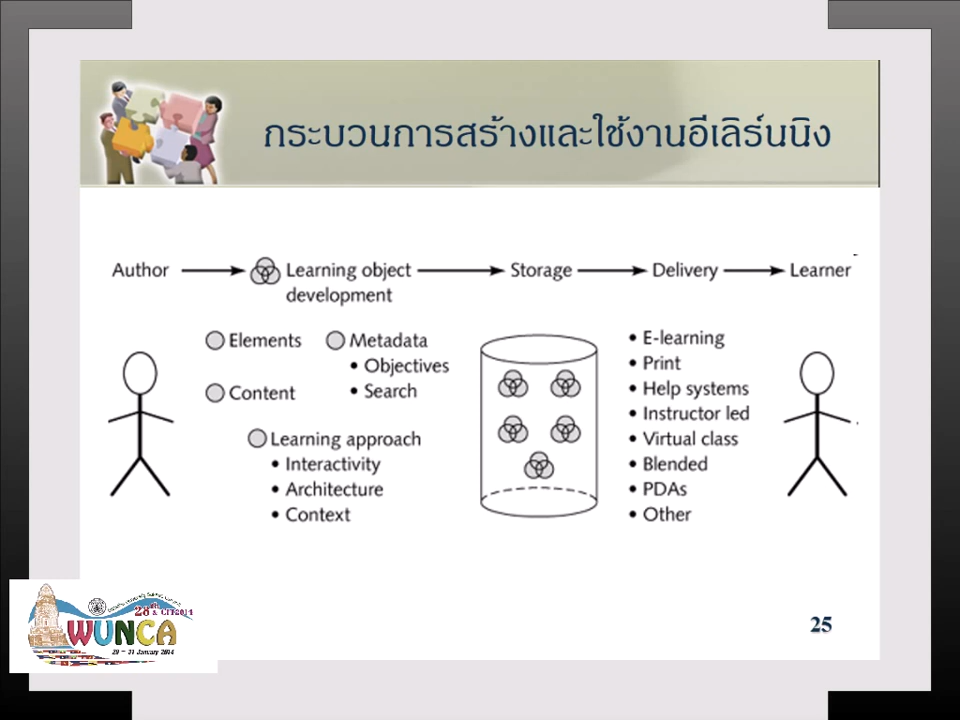 กระบวนการสร้างและใช้งานอีเลิร์นนิง
Author
Learning object
development
Storage
Delivery
Learner
Elements
Content
Metadata
• Objectives
• Search
Learning approach
• Interactivity
• Architecture
• Context
• E-learning
• Print
• Help systems
• Instructor led
• Virtual class
• Blended
• PDAs
• Other
28th & CIT2014
WUNCA
29 - 31 January 2014
25